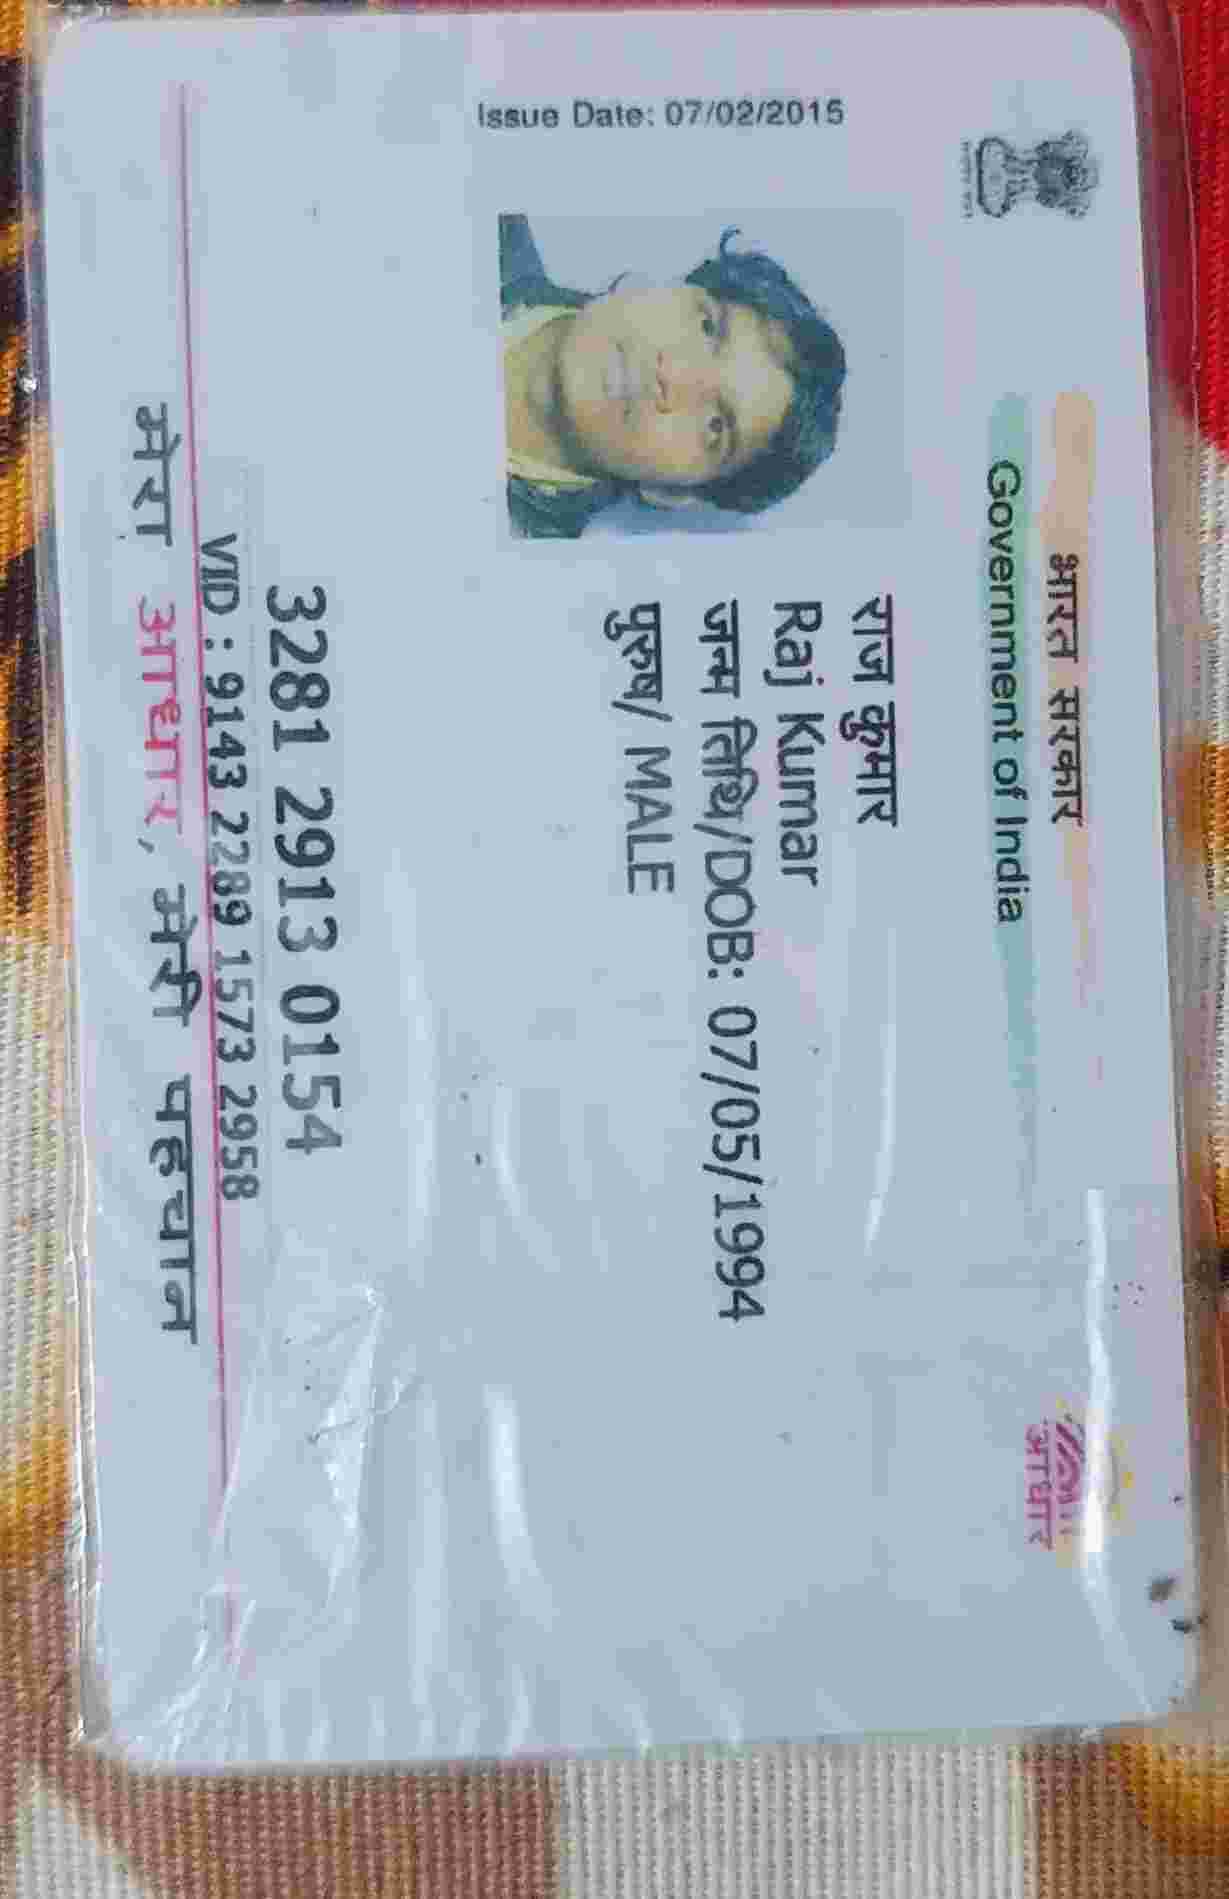 भारत सरकार
Government of India
Issue Date: 07/02/2015
राज कुमार
Raj Kumar
जन्म तिथि/DOB: 07/05/1994
पुरुष/ MALE
3281 2913 0154
VID : 9143 2289 1573 2958
मेरा आधार, मेरी पहचान
आधार